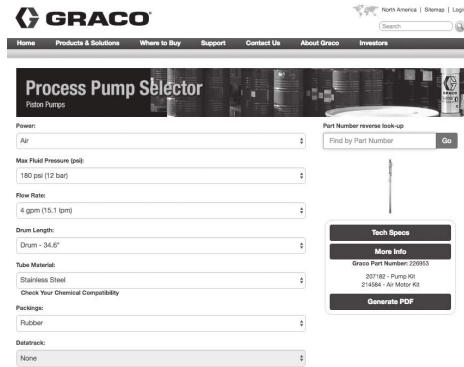 GRACO
North America | Sitemap | Login
Search
Home Products & Solutions Where to Buy Support Contact Us About Graco Investors
Process Pump Selector
Piston Pumps
GRACO
Power:
Air
Max Fluid Pressure (psi):
180 psi (12 bar)
Flow Rate:
4 gpm (15.1 lpm)
Drum Length:
Drum - 34.6"
Tube Material:
Stainless Steel
Check Your Chemical Compatibility
Packings:
Rubber
Datatrack:
None
Part Number reverse look-up
Find by Part Number Go
Tech Specs
More Info
Graco Part Number: 226953
207182 - Pump Kit
214584 - Air Motor Kit
Generate PDF